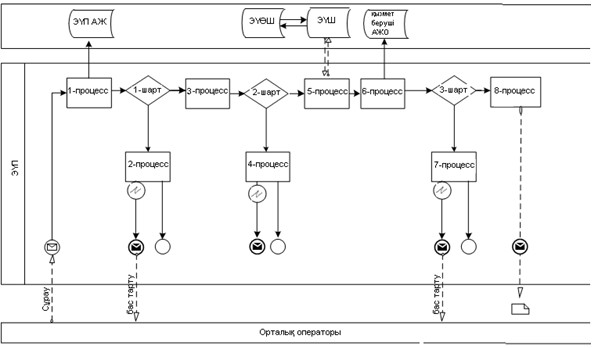 ЭҮП АЖ
ЭҮӨШ
ЭҮШ
қызмет
беруші
АЖО
ЭҮП
1-процесс
1-шарт
3-процесс
2-шарт
5-процесс
6-процесс
3-шарт
8-процесс
2-процесс
4-процесс
7-процесс
Сұрау
бас тарту
бас тарту
Орталық операторы